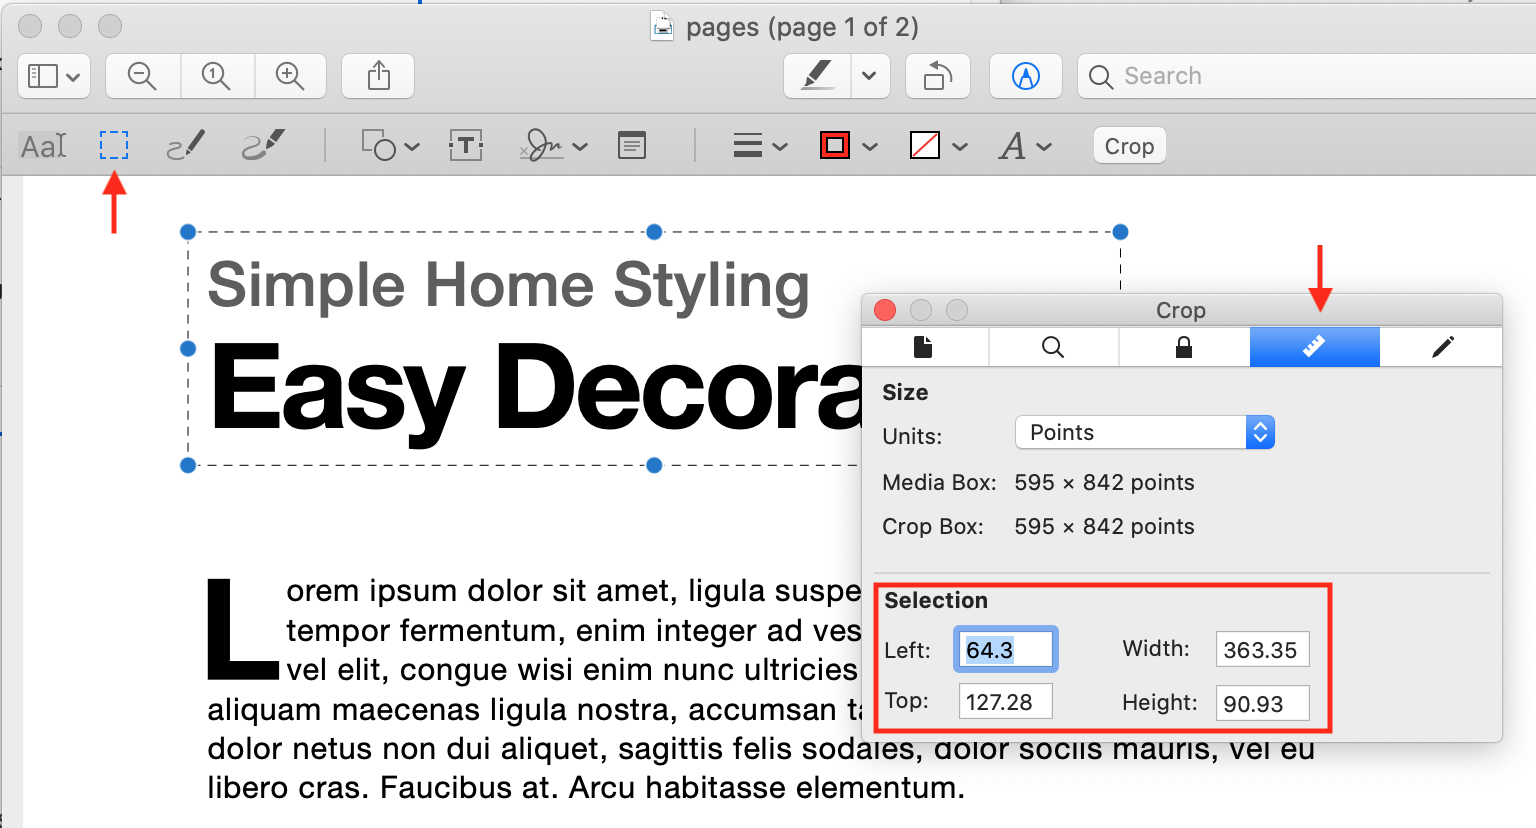 pages (page 1 of 2)
1
Search
Aa
T
A
Crop
Simple Home Styling
Easy Decora
Crop
Size
Units: Points
Media Box: 595 × 842 points
Crop Box: 595 × 842 points
Selection
Left: 64.3 Width: 363.35
Top: 127.28 Height: 90.93
Lorem ipsum dolor sit amet, ligula suspe
tempor fermentum, enim integer ad ves
vel elit, congue wisi enim nunc ultricies
aliquam maecenas ligula nostra, accumsan ta
dolor netus non dui aliquet, sagittis felis sodales, dolor sociis mauris, vel eu
libero cras. Faucibus at. Arcu habitasse elementum.